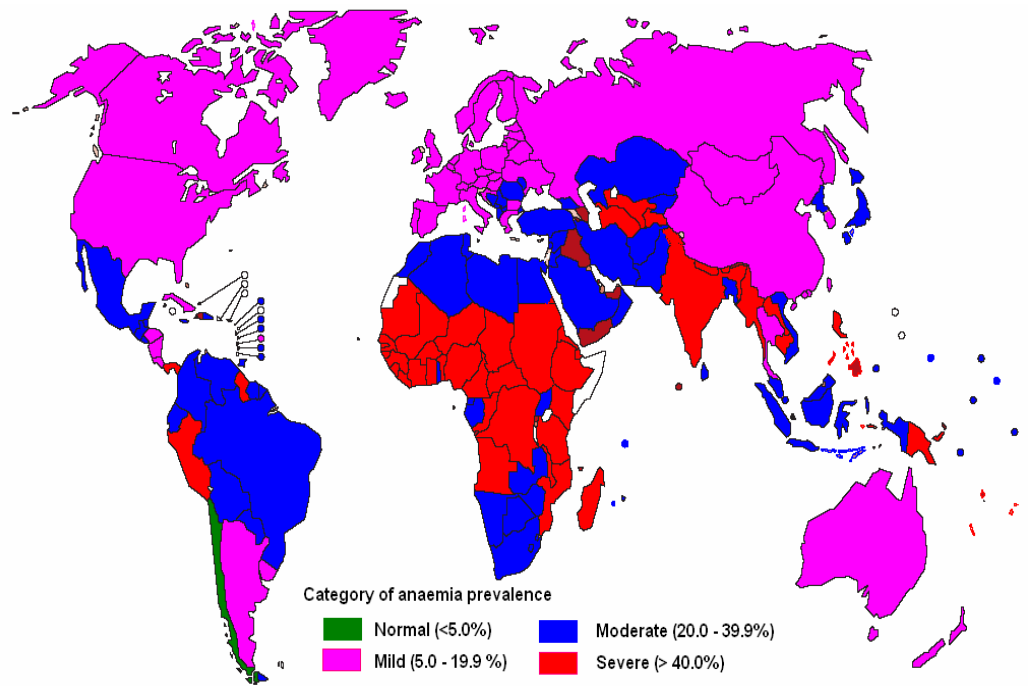 Category of anaemia prevalence
Normal (<5.0%)
Moderate (20.0 - 39.9%)
Mild (5.0 - 19.9 %)
Severe (> 40.0%)